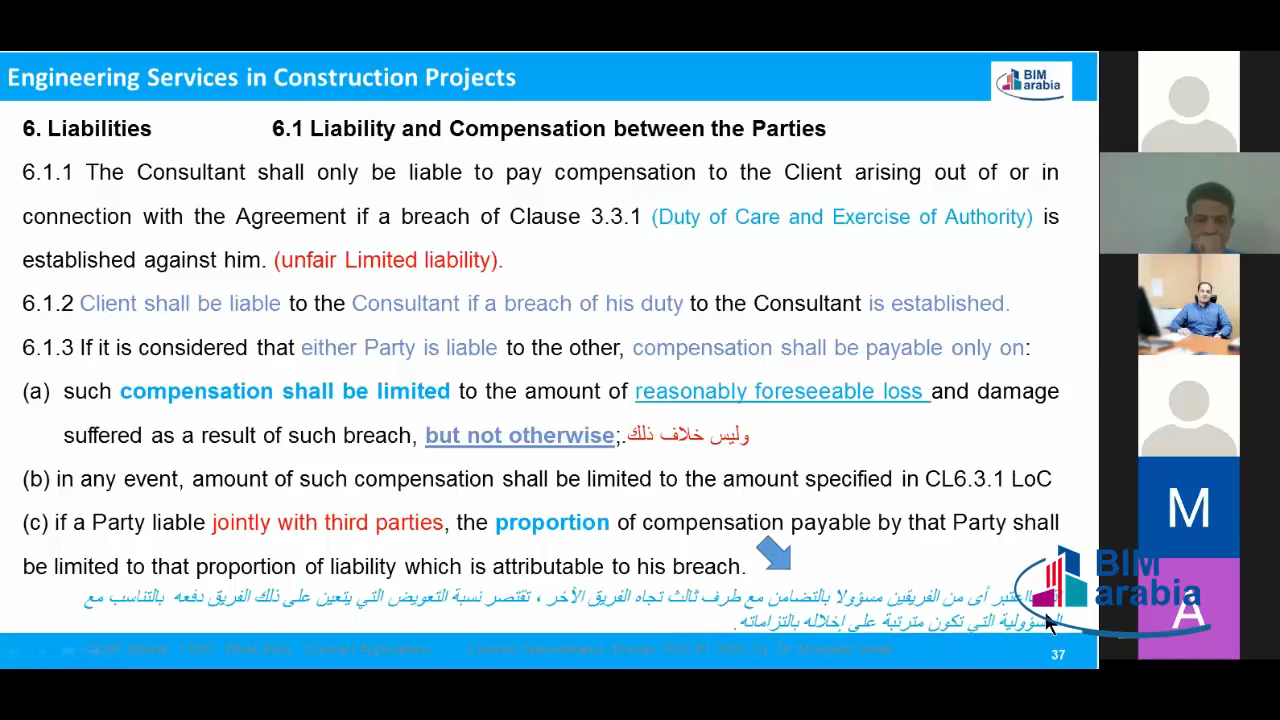 Engineering Services in Construction Projects
BIM
arabia
6. Liabilities 6.1 Liability and Compensation between the Parties
6.1.1 The Consultant shall only be liable to pay compensation to the Client arising out of or in
connection with the Agreement if a breach of Clause 3.3.1 (Duty of Care and Exercise of Authority) is
established against him. (unfair Limited liability).
6.1.2 Client shall be liable to the Consultant if a breach of his duty to the Consultant is established.
6.1.3 If it is considered that either Party is liable to the other, compensation shall be payable only on:
(a) such compensation shall be limited to the amount of reasonably foreseeable loss and damage
suffered as a result of such breach, but not otherwise;.وليس خلاف ذلك
(b) in any event, amount of such compensation shall be limited to the amount specified in CL6.3.1 LoC
(c) if a Party liable jointly with third parties, the proportion of compensation payable by that Party shall
be limited to that proportion of liability which is attributable to his breach.
أى من الفريقين مسؤولا بالتضامن مع طرف ثالث تجاه الفريق الآخر ، تقتصر نسبة التعويض التي يتعين على ذلك الفريق دفعه بالتناسب مع
التي تكون مترتبة على إخلاله بالتزاماته.
37
M
A
BIM
arabia